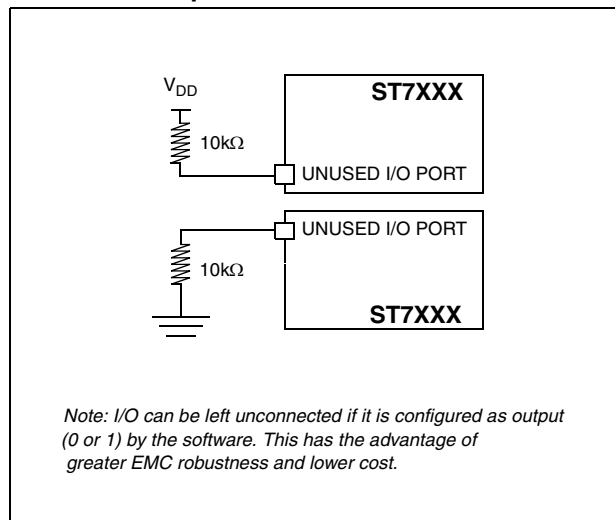 V_DD
ST7XXX
10kΩ
UNUSED I/O PORT
UNUSED I/O PORT
10kΩ
ST7XXX
Note: I/O can be left unconnected if it is configured as output
(0 or 1) by the software. This has the advantage of
greater EMC robustness and lower cost.